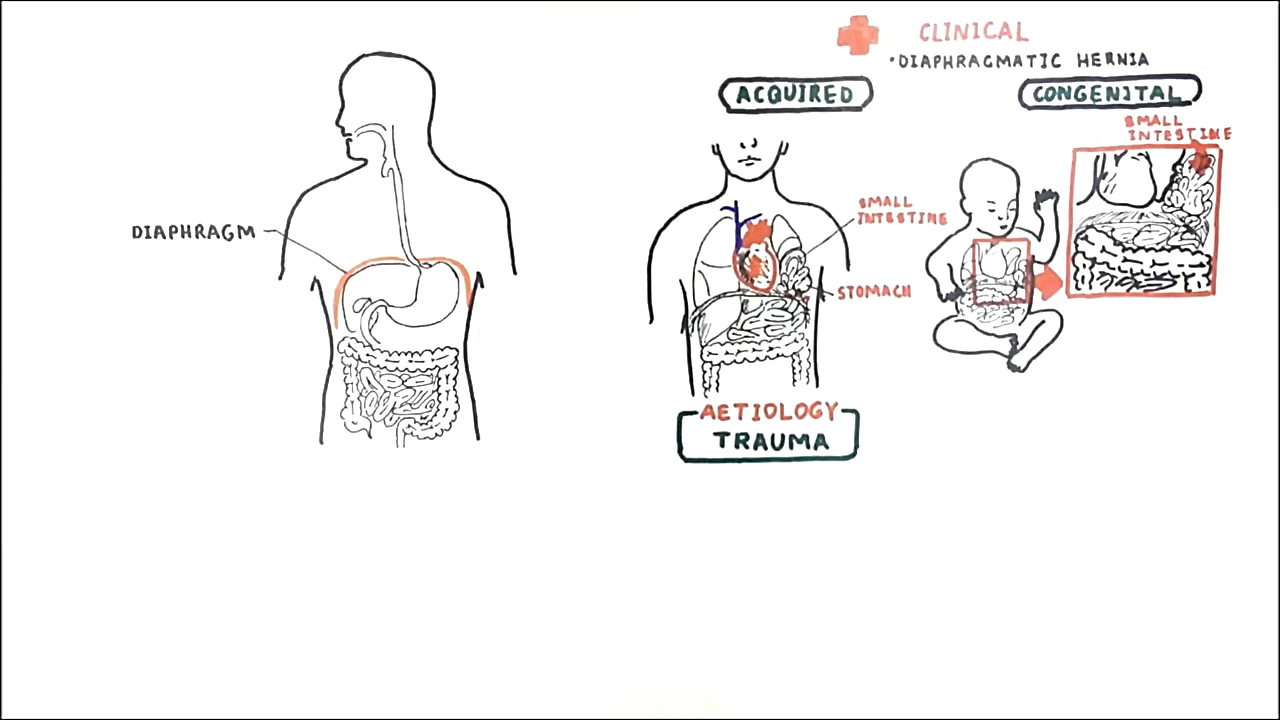 CLINICAL
•DIAPHRAGMATIC HERNIA
ACQUIRED
CONGENITAL
SMALL
INTESTINE
DIAPHRAGM
SMALL
INTESTINE
STOMACH
AETIOLOGY
TRAUMA